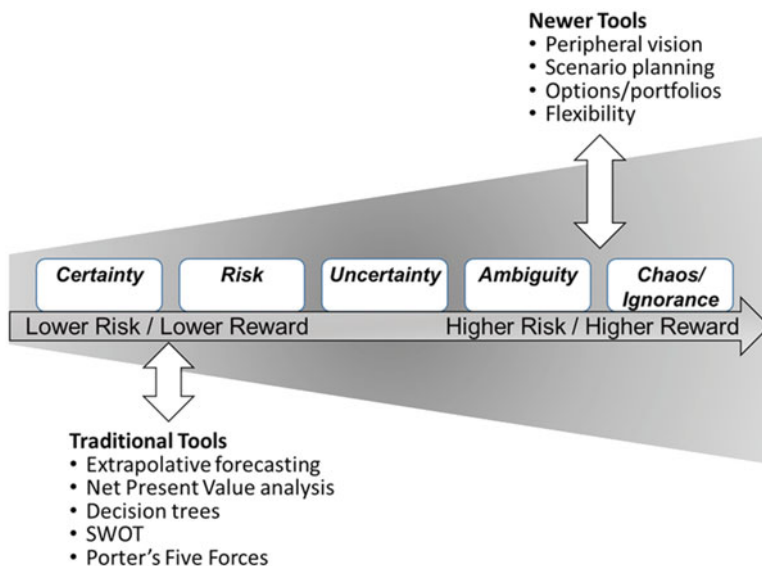 Newer Tools
• Peripheral vision
• Scenario planning
• Options/portfolios
• Flexibility
Certainty
Risk
Uncertainty
Ambiguity
Chaos/
Ignorance
Lower Risk / Lower Reward
Higher Risk / Higher Reward
Traditional Tools
• Extrapolative forecasting
• Net Present Value analysis
• Decision trees
• SWOT
• Porter's Five Forces